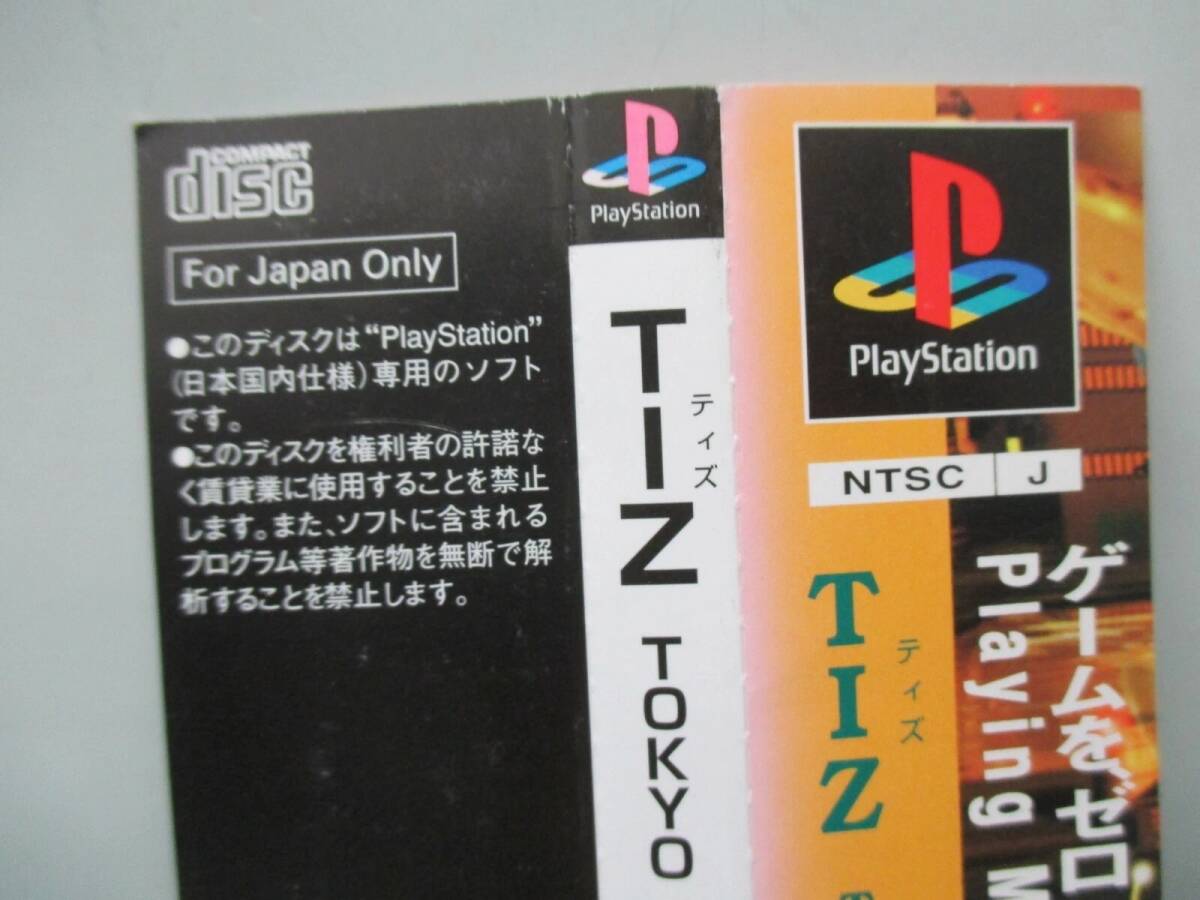 COMPACT
disc
For Japan Only
●このディスクは“PlayStation”
(日本国内仕様)専用のソフト
です。
●このディスクを権利者の許諾な
く賃貸業に使用することを禁止
します。また、ソフトに含まれる
プログラム等著作物を無断で解
析することを禁止します。
PlayStation
TIZ
ティズ
TOKYO
PlayStation
NTSC J
TIZ
ティズ
T
ゲームを、ゼロ
Playing M